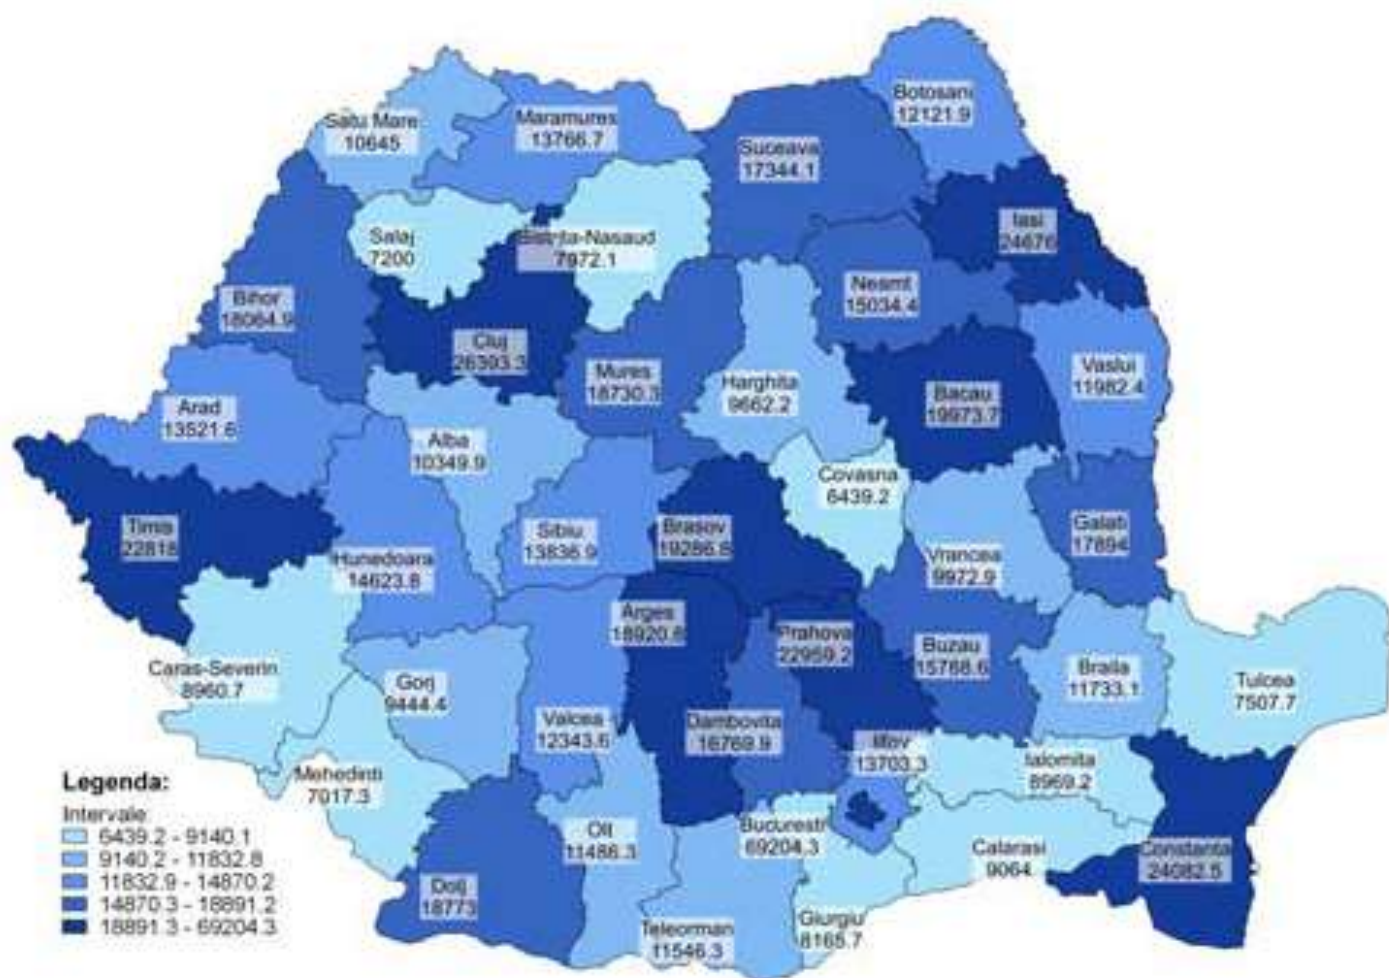 Botosani
12121.9
Satu Mare
10645
Maramures
13766.7
Suceava
17344.1
Iasi
24676
Salaj
7200
Bistrita-Nasaud
7972.1
Neamt
15034.4
Bihor
18064.9
Cluj
26393.3
Mures
18730.3
Harghita
9662.2
Bacau
19973.7
Vaslui
11982.4
Arad
13521.6
Alba
10349.9
Covasna
6439.2
Timis
22818
Hunedoara
14623.8
Sibiu
13836.9
Brasov
19286.8
Vrancea
9972.9
Galati
17894
Arges
18920.8
Prahova
22959.2
Buzau
15768.6
Braila
11733.1
Tulcea
7507.7
Caras-Severin
8960.7
Gorj
9444.4
Valcea
12343.6
Dambovita
16769.9
Ilfov
13703.3
Ialomita
8969.2
Mehedinti
7017.3
Olt
11486.3
Bucuresti
69204.3
Calarasi
9064
Constanta
24082.5
Dolj
18773
Teleorman
11546.3
Giurgiu
8165.7
Legenda:
Intervale
6439.2 - 9140.1
9140.2 - 11832.8
11832.9 - 14870.2
14870.3 - 18891.2
18891.3 - 69204.3